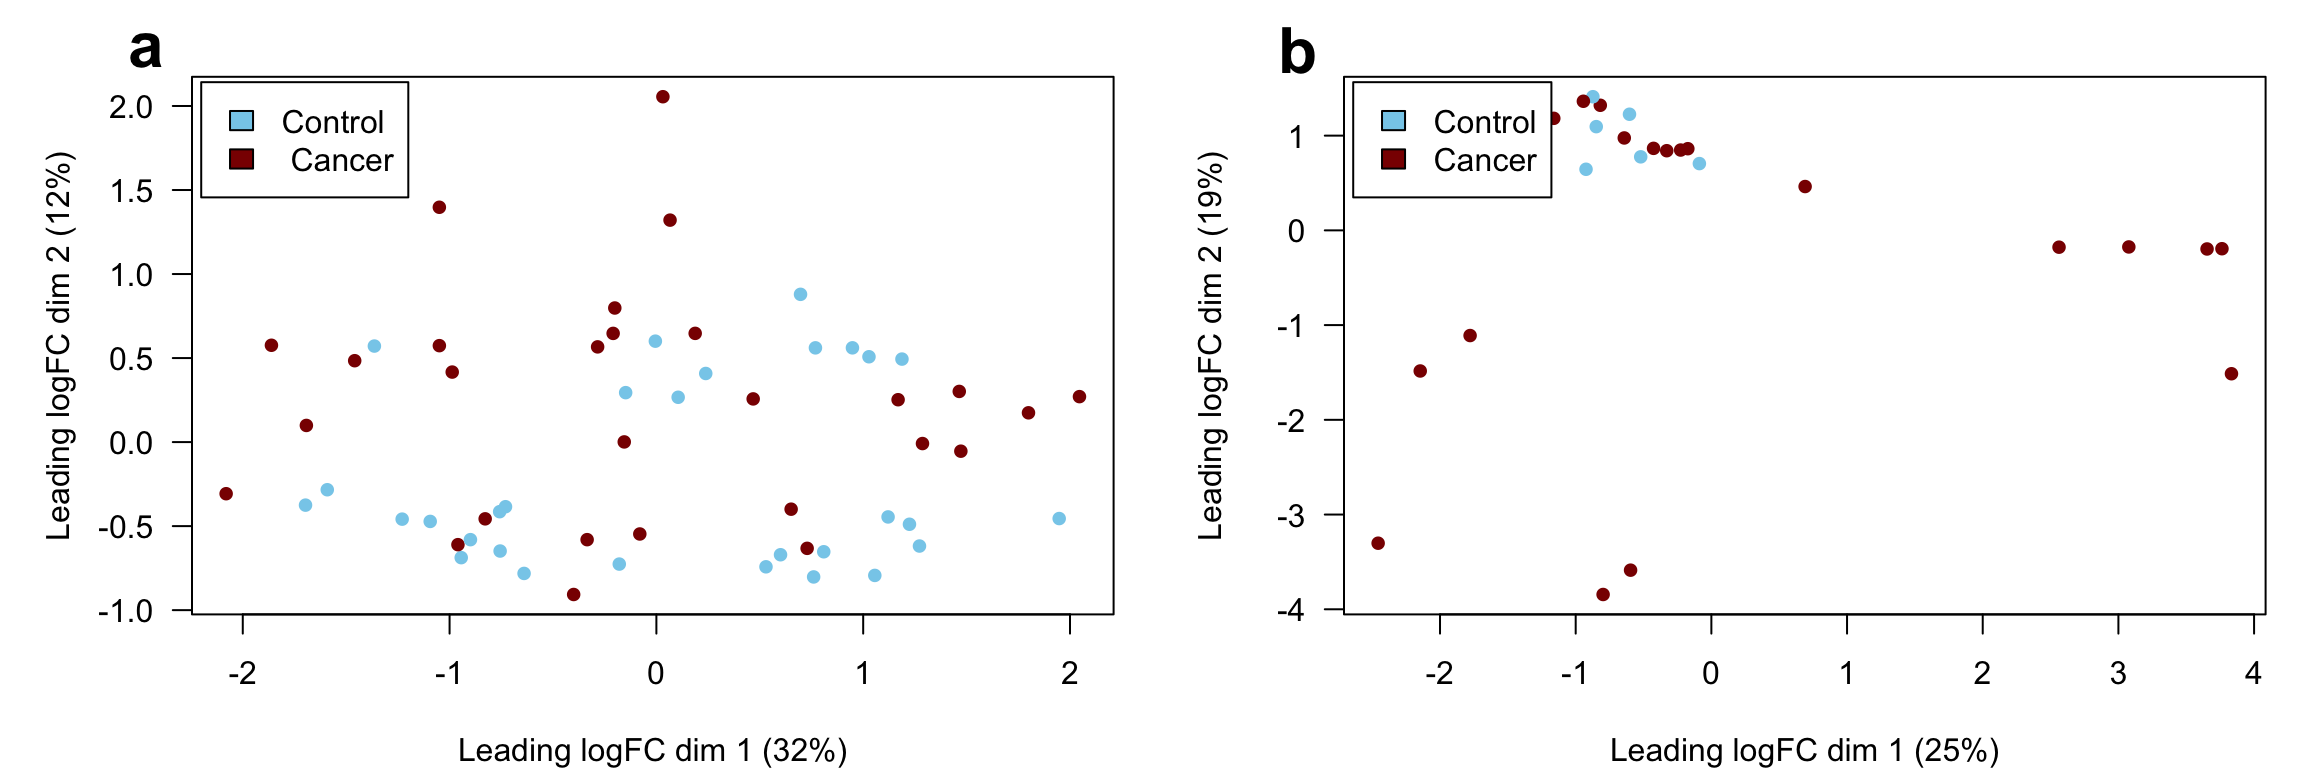 a
Control
Cancer
2.0
1.5
1.0
0.5
0.0
-0.5
-1.0
Leading logFC dim 2 (12%)
-2 -1 0 1 2
Leading logFC dim 1 (32%)
b
Control
Cancer
1
0
-1
-2
-3
-4
Leading logFC dim 2 (19%)
-2 -1 0 1 2 3 4
Leading logFC dim 1 (25%)